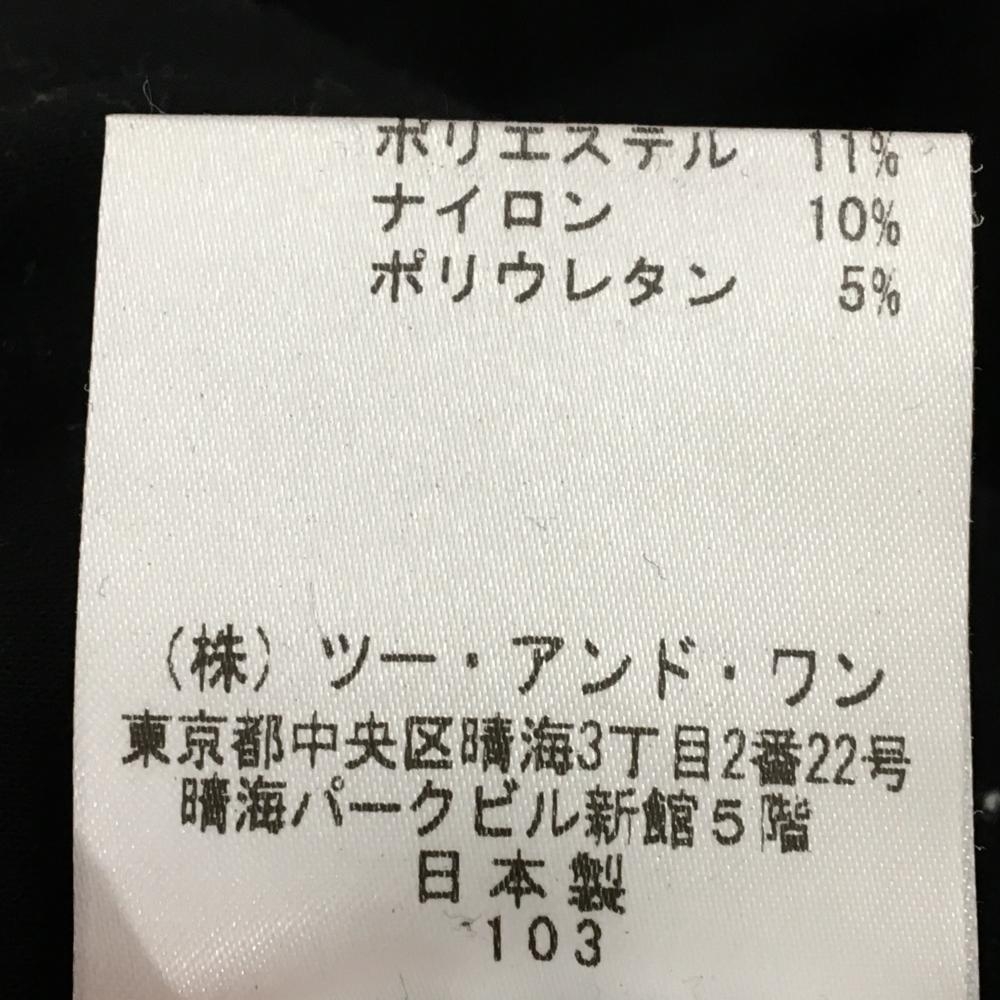 ポリエステル 11%
ナイロン 10%
ポリウレタン 5%
(株) ツー・アンド・ワン
東京都中央区晴海3丁目2番22号
晴海パークビル新館5階
日本製
103